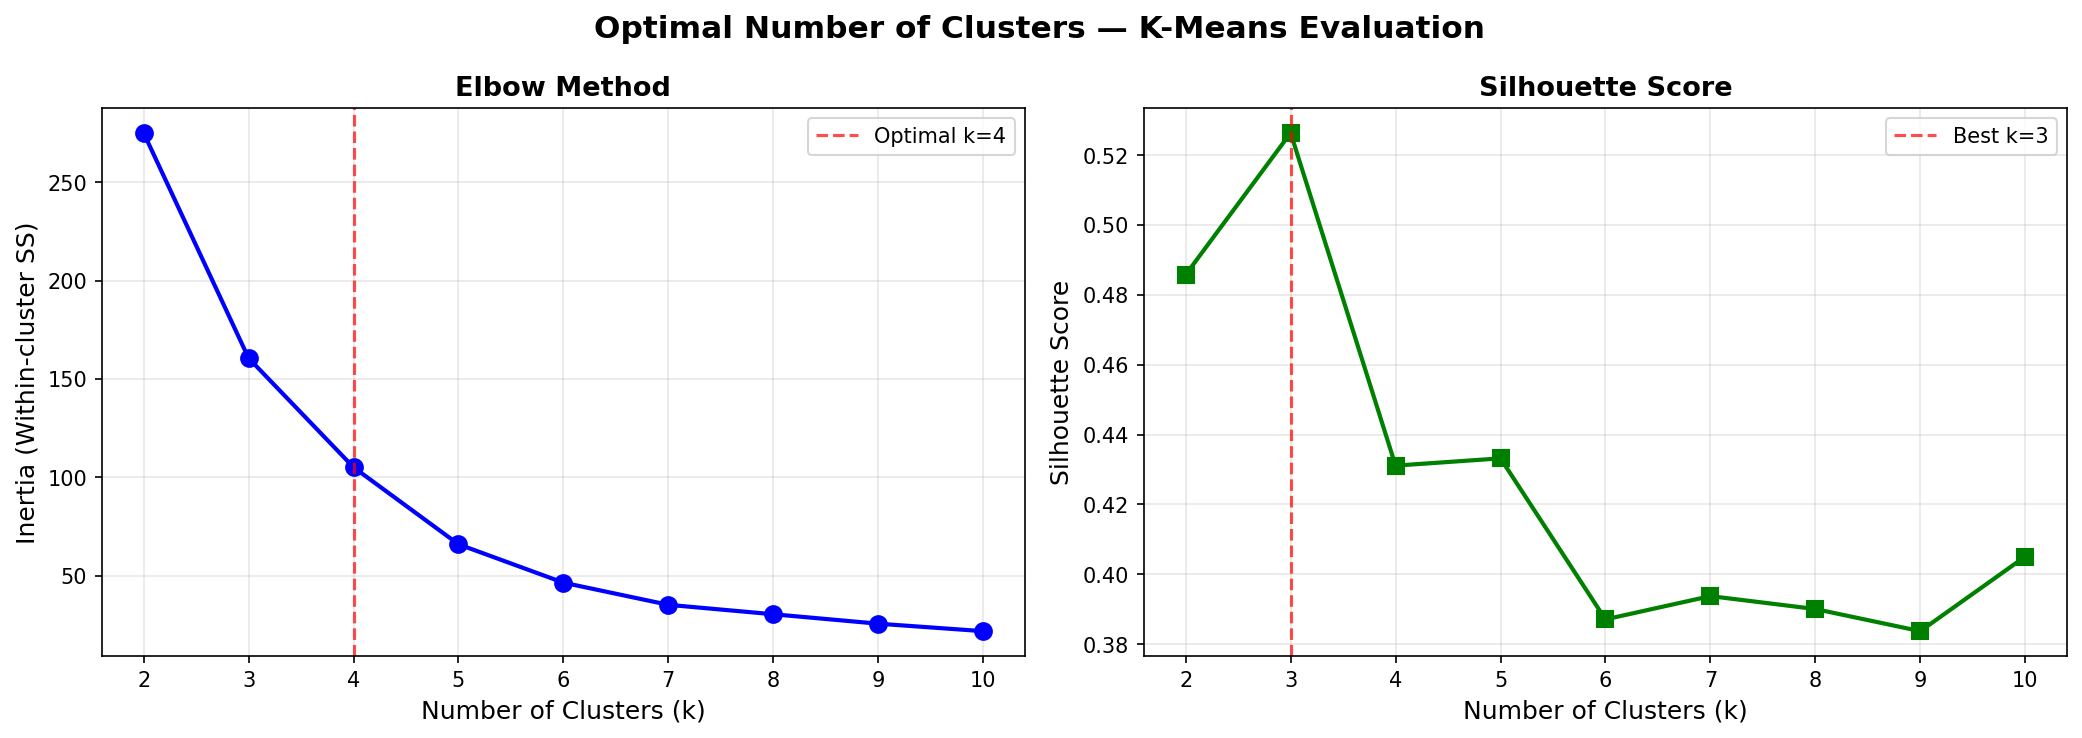 Optimal Number of Clusters — K-Means Evaluation
Elbow Method
Optimal k=4
Inertia (Within-cluster SS)
250
200
150
100
50
2 3 4 5 6 7 8 9 10
Number of Clusters (k)
Silhouette Score
Best k=3
Silhouette Score
0.52
0.50
0.48
0.46
0.44
0.42
0.40
0.38
2 3 4 5 6 7 8 9 10
Number of Clusters (k)